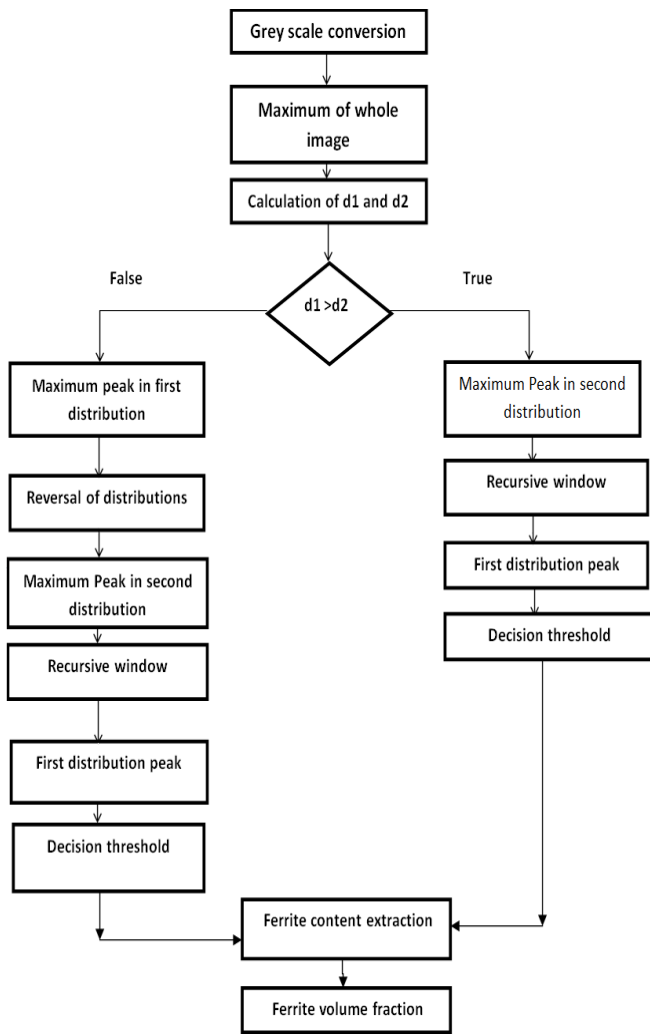 Grey scale conversion
Maximum of whole
image
Calculation of d1 and d2
False
True
d1 >d2
Maximum peak in first
distribution
Reversal of distributions
Maximum Peak in second
distribution
Recursive window
First distribution peak
Decision threshold
Maximum Peak in second
distribution
Recursive window
First distribution peak
Decision threshold
Ferrite content extraction
Ferrite volume fraction